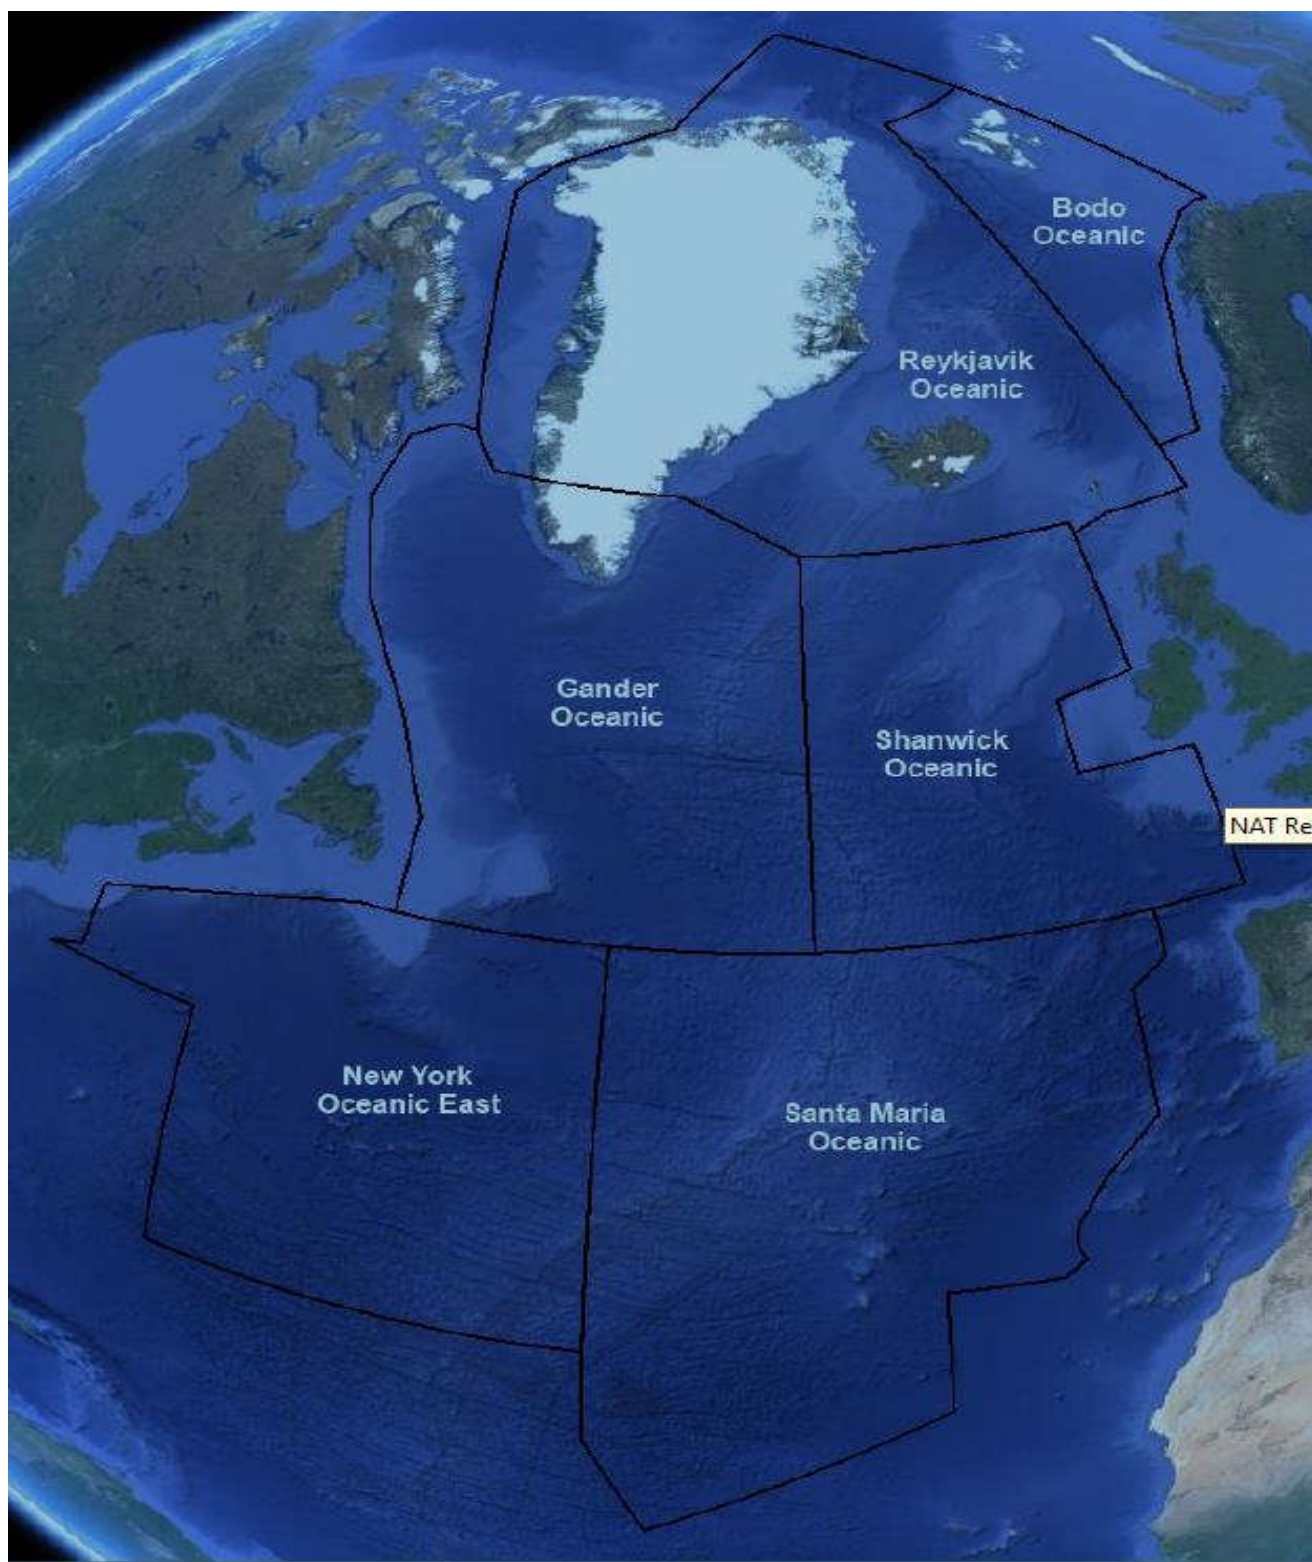 Bodo
Oceanic
Reykjavik
Oceanic
Gander
Oceanic
Shanwick
Oceanic
NAT Re
New York
Oceanic East
Santa Maria
Oceanic